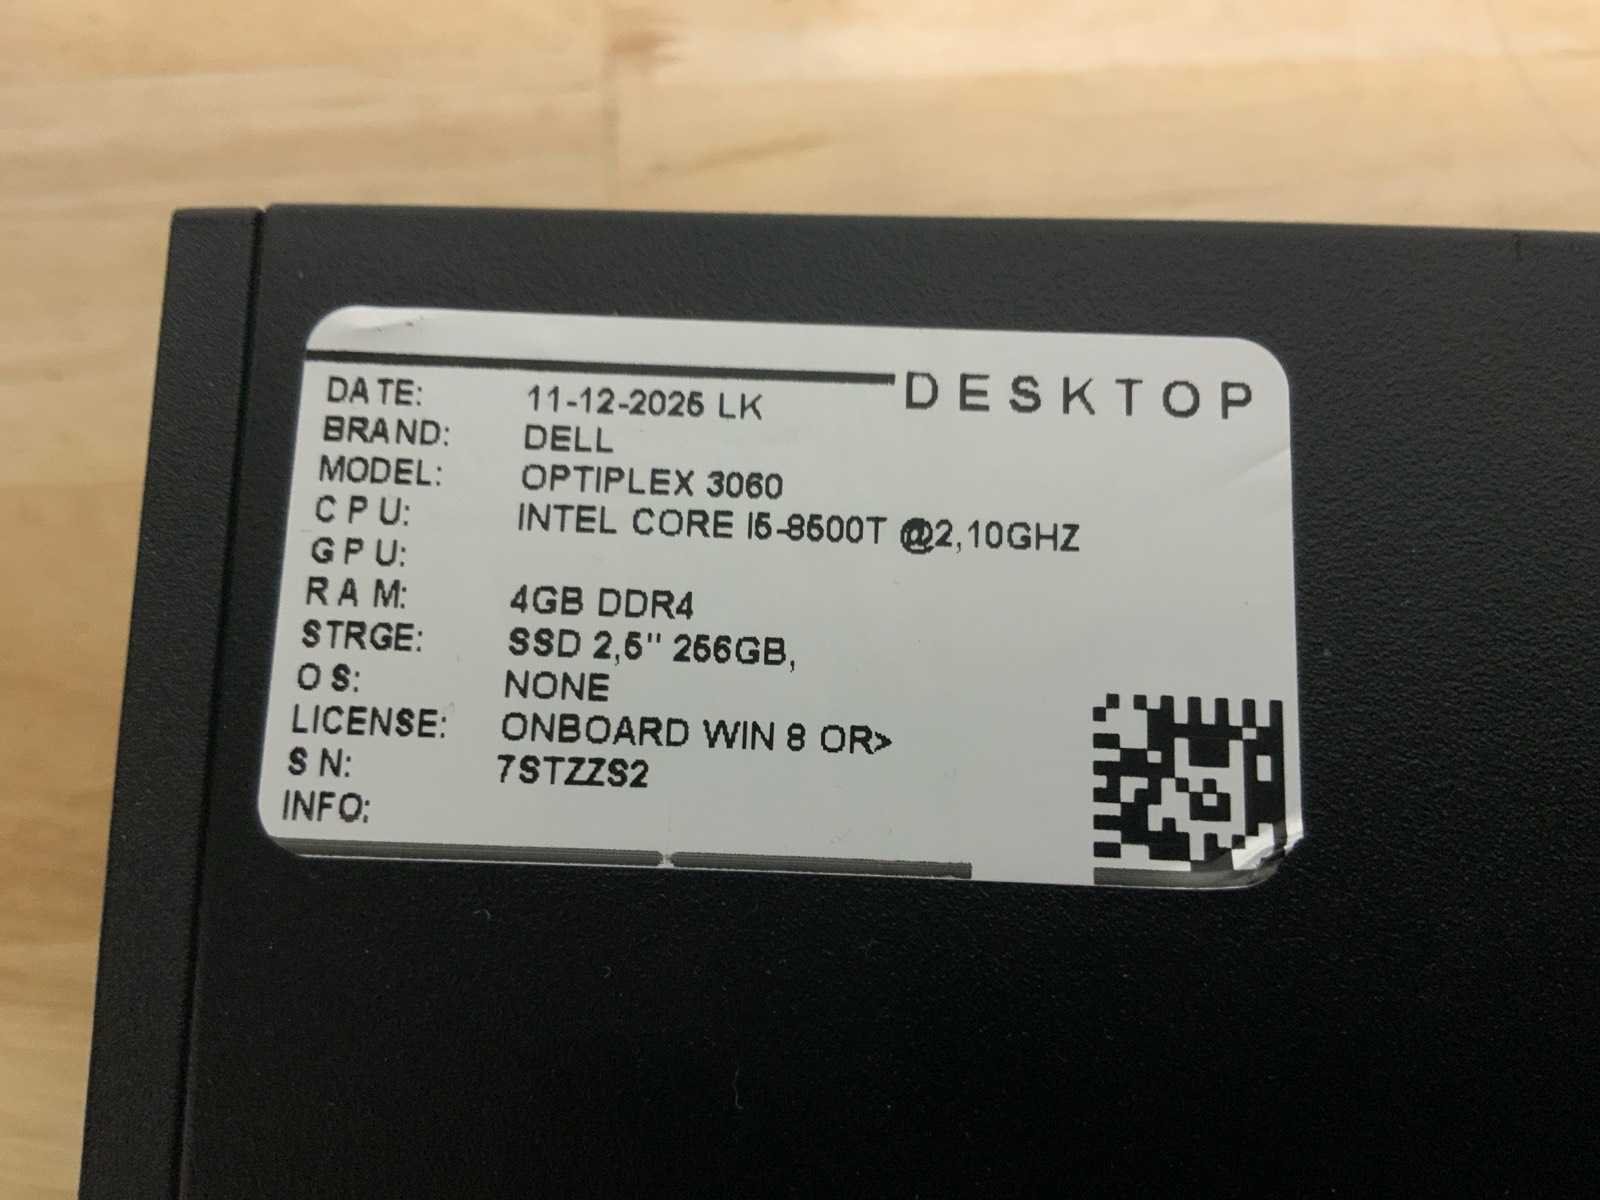 DESKTOP
DATE: 11-12-2025 LK
BRAND: DELL
MODEL: OPTIPLEX 3060
CPU: INTEL CORE I5-8500T @2,10GHZ
GPU:
RAM: 4GB DDR4
STRGE: SSD 2,5" 256GB,
OS: NONE
LICENSE: ONBOARD WIN 8 OR>
SN: 7STZZS2
INFO: